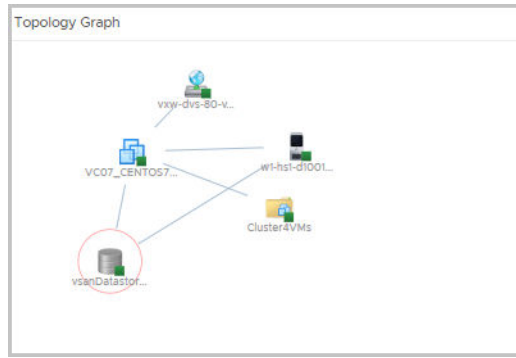 Topology Graph
vxw-dvs-80-v...
VC07_CENTOS7...
w1-hs1-d1001...
Cluster4VMs
vsanDatastor...